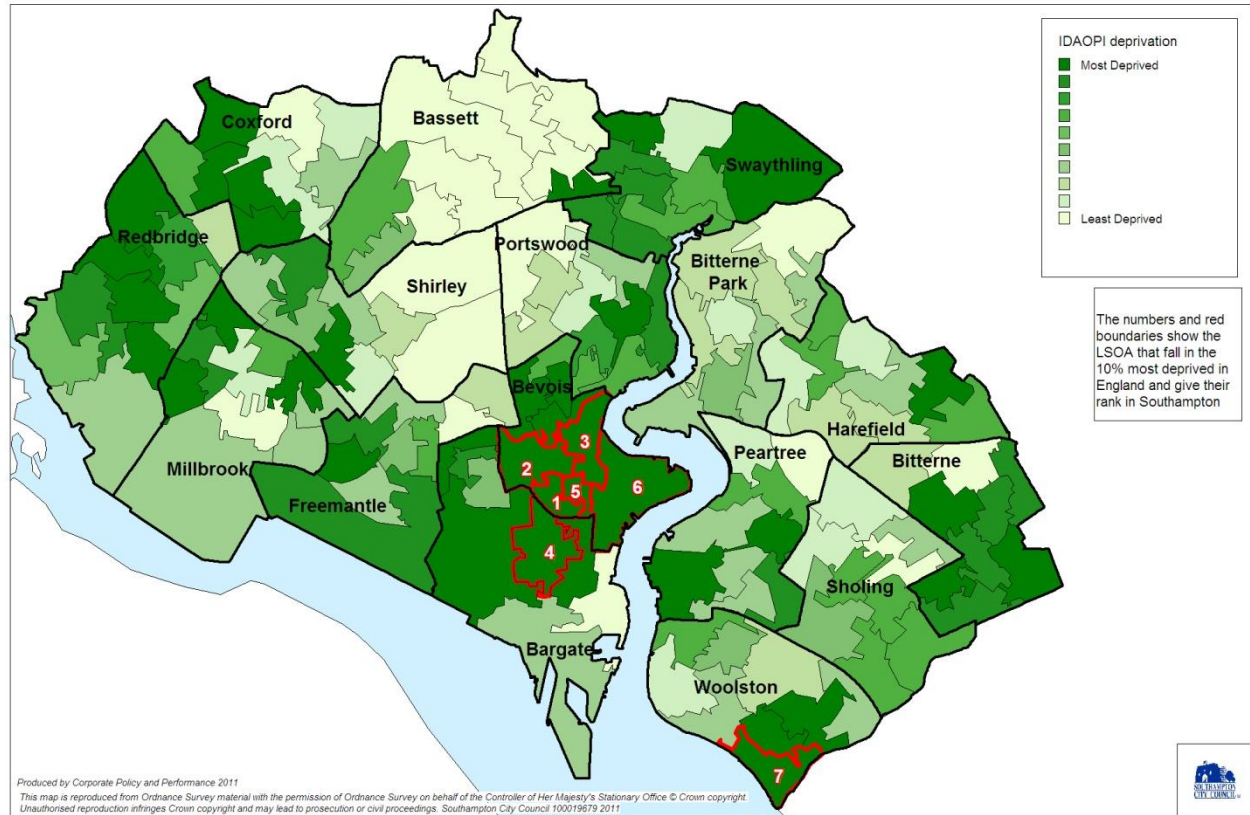 IDAOPI deprivation
Most Deprived
Least Deprived
The numbers and red
boundaries show the
LSOA that fall in the
10% most deprived in
England and give their
rank in Southampton
Coxford
Bassett
Swaythling
Redbridge
Portswood
Bitterne
Park
Shirley
Bevois
Harefield
3
Peartree
Bitterne
2
Millbrook
5
6
Freemantle
1
4
Sholing
Bargate
Woolston
7
Produced by Corporate Policy and Performance 2011
This map is reproduced from Ordnance Survey material with the permission of Ordnance Survey on behalf of the Controller of Her Majesty's Stationary Office © Crown copyright.
Unauthorised reproduction infringes Crown copyright and may lead to prosecution or civil proceedings. Southampton City Council 100019679 2011
SOUTHAMPTON
CITY COUNCIL